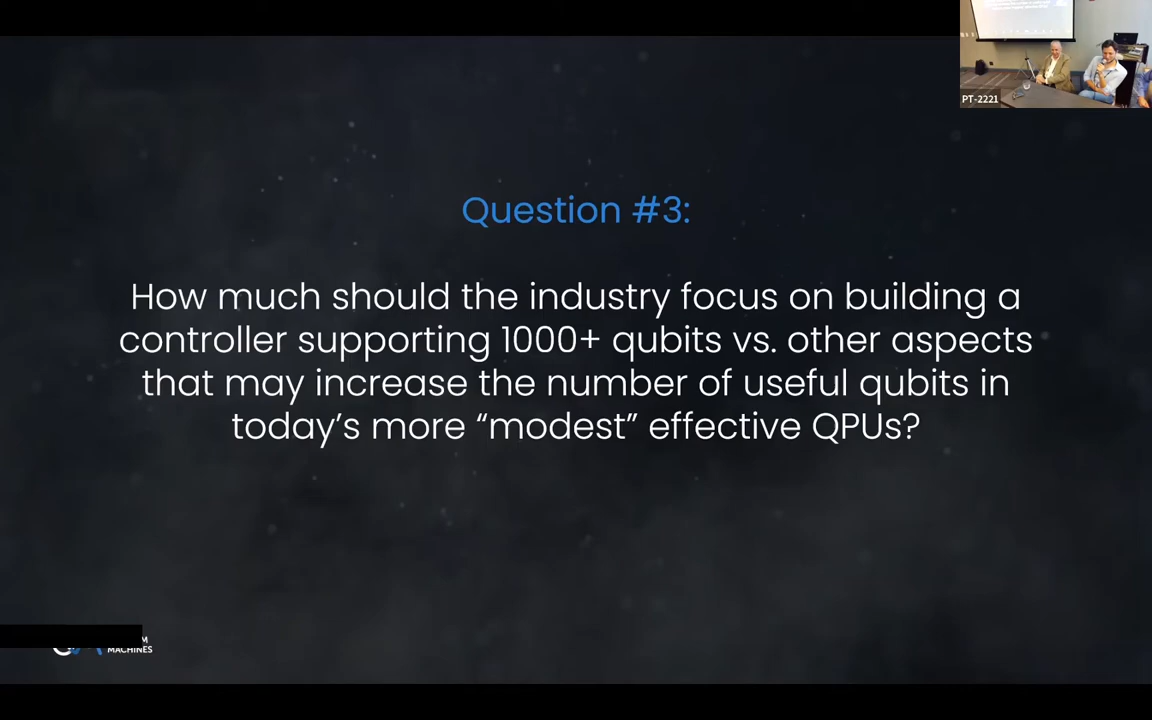 PT-2221
Question #3:
How much should the industry focus on building a
controller supporting 1000+ qubits vs. other aspects
that may increase the number of useful qubits in
today's more “modest” effective QPUs?
MACHINES